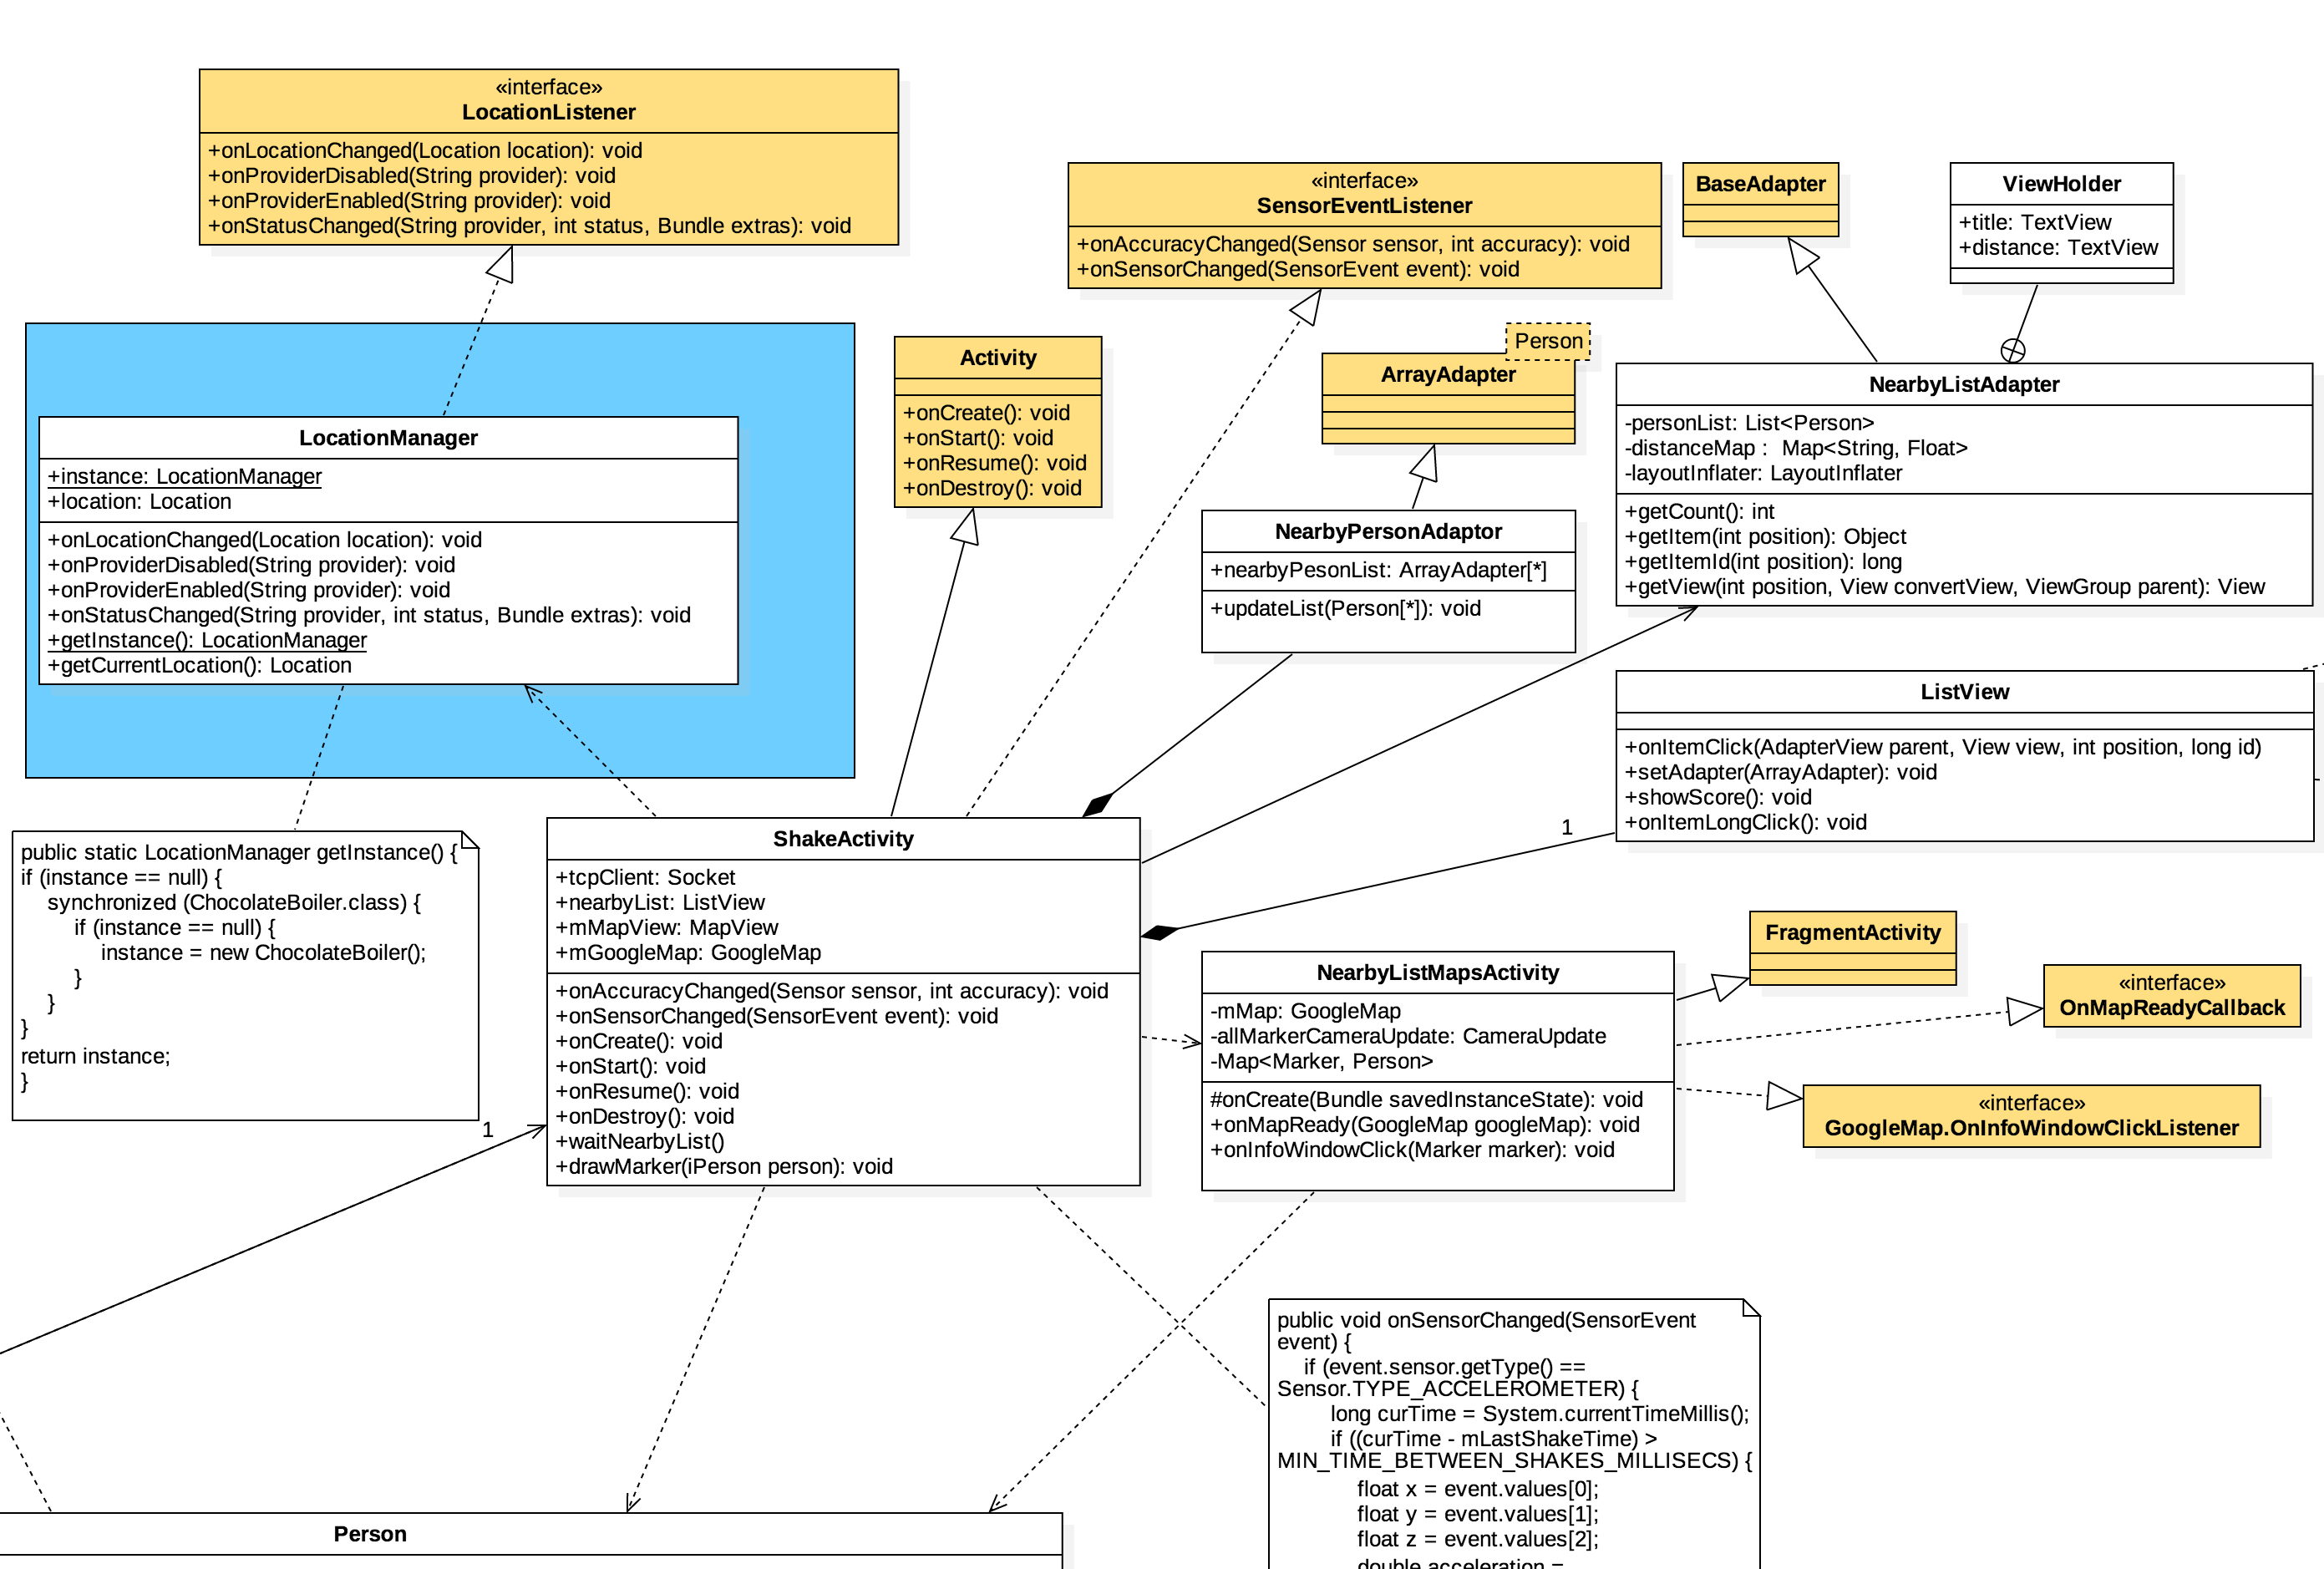 «interface»
LocationListener
+onLocationChanged(Location location): void
+onProviderDisabled(String provider): void
+onProviderEnabled(String provider): void
+onStatusChanged(String provider, int status, Bundle extras): void
«interface»
SensorEventListener
+onAccuracyChanged(Sensor sensor, int accuracy): void
+onSensorChanged(SensorEvent event): void
BaseAdapter
ViewHolder
+title: TextView
+distance: TextView
Activity
+onCreate(): void
+onStart(): void
+onResume(): void
+onDestroy(): void
Person
ArrayAdapter
NearbyListAdapter
-personList: List<Person>
-distanceMap :  Map<String, Float>
-layoutInflater: LayoutInflater
+getCount(): int
+getItem(int position): Object
+getItemId(int position): long
+getView(int position, View convertView, ViewGroup parent): View
LocationManager
+instance: LocationManager
+location: Location
+onLocationChanged(Location location): void
+onProviderDisabled(String provider): void
+onProviderEnabled(String provider): void
+onStatusChanged(String provider, int status, Bundle extras): void
+getInstance(): LocationManager
+getCurrentLocation(): Location
NearbyPersonAdaptor
+nearbyPesonList: ArrayAdapter[*]
+updateList(Person[*]): void
ListView
+onItemClick(AdapterView parent, View view, int position, long id)
+setAdapter(ArrayAdapter): void
+showScore(): void
+onItemLongClick(): void
1
public static LocationManager getInstance() {
if (instance == null) {
synchronized (ChocolateBoiler.class) {
if (instance == null) {
instance = new ChocolateBoiler();
}
}
}
return instance;
}
1
ShakeActivity
+tcpClient: Socket
+nearbyList: ListView
+mMapView: MapView
+mGoogleMap: GoogleMap
+onAccuracyChanged(Sensor sensor, int accuracy): void
+onSensorChanged(SensorEvent event): void
+onCreate(): void
+onStart(): void
+onResume(): void
+onDestroy(): void
+waitNearbyList()
+drawMarker(iPerson person): void
NearbyListMapsActivity
-mMap: GoogleMap
-allMarkerCameraUpdate: CameraUpdate
-Map<Marker, Person>
#onCreate(Bundle savedInstanceState): void
+onMapReady(GoogleMap googleMap): void
+onInfoWindowClick(Marker marker): void
FragmentActivity
«interface»
OnMapReadyCallback
«interface»
GoogleMap.OnInfoWindowClickListener
public void onSensorChanged(SensorEvent
event) {
if (event.sensor.getType() ==
Sensor.TYPE_ACCELEROMETER) {
long curTime = System.currentTimeMillis();
if ((curTime - mLastShakeTime) >
MIN_TIME_BETWEEN_SHAKES_MILLISECS) {
float x = event.values[0];
float y = event.values[1];
float z = event.values[2];
double acceleration =
Person